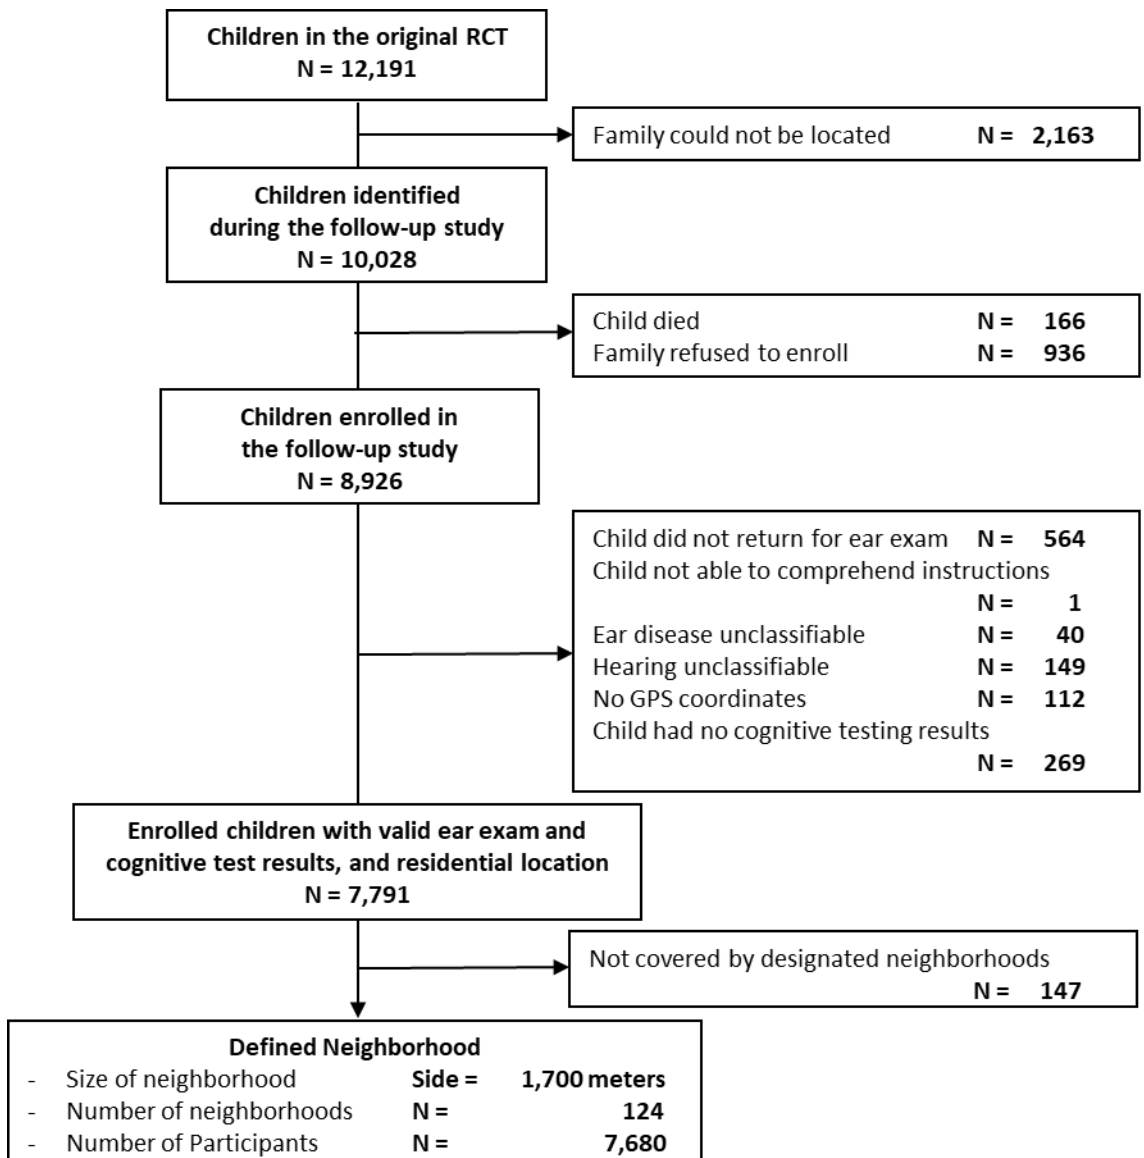 Children in the original RCT
N = 12,191
Family could not be located N = 2,163
Children identified
during the follow-up study
N = 10,028
Child died N = 166
Family refused to enroll N = 936
Children enrolled in
the follow-up study
N = 8,926
Child did not return for ear exam N = 564
Child not able to comprehend instructions
N = 1
Ear disease unclassifiable N = 40
Hearing unclassifiable N = 149
No GPS coordinates N = 112
Child had no cognitive testing results
N = 269
Enrolled children with valid ear exam and
cognitive test results, and residential location
N = 7,791
Not covered by designated neighborhoods
N = 147
Defined Neighborhood
- Size of neighborhood Side = 1,700 meters
- Number of neighborhoods N = 124
- Number of Participants N = 7,680